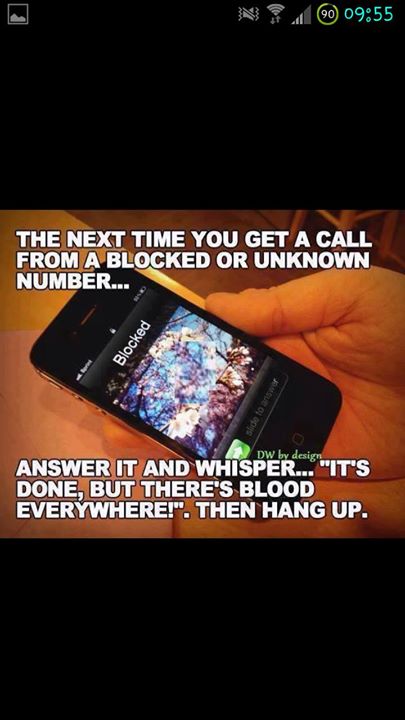 90 09:55
THE NEXT TIME YOU GET A CALL
FROM A BLOCKED OR UNKNOWN
NUMBER...
Sprint
Blocked
slide to answer
DW by design
ANSWER IT AND WHISPER... "IT'S
DONE, BUT THERE'S BLOOD
EVERYWHERE!". THEN HANG UP.